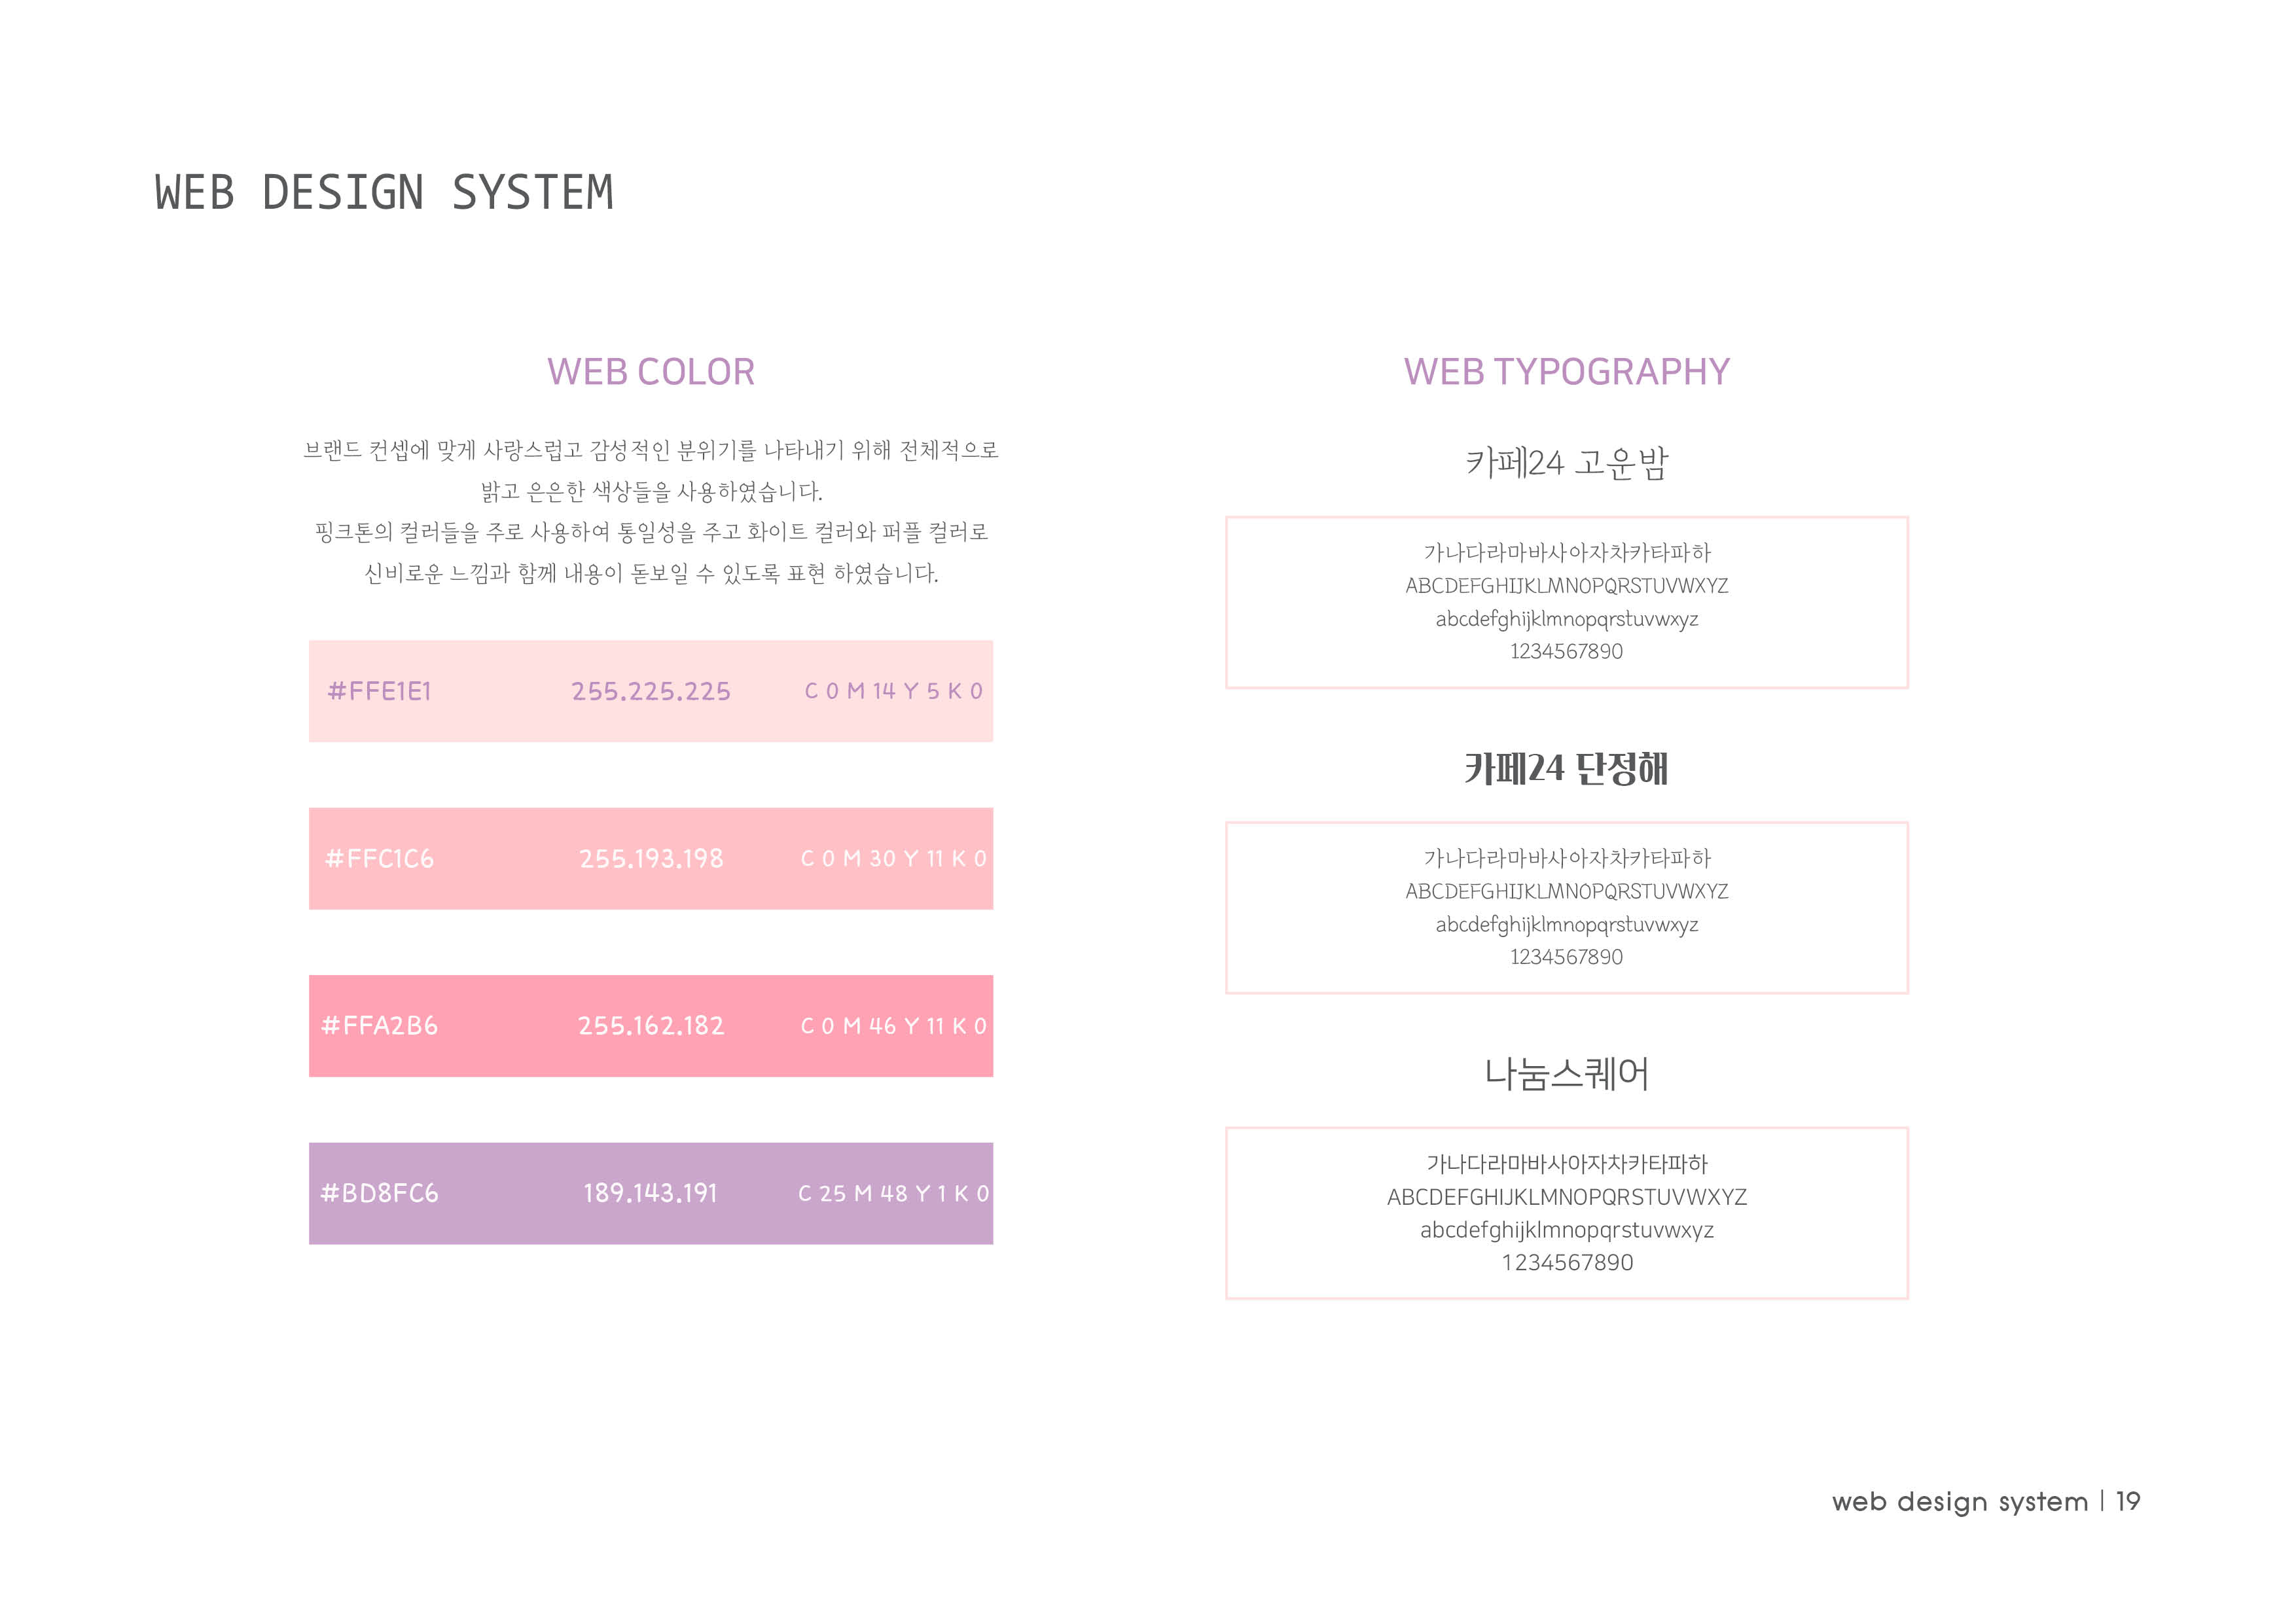 WEB DESIGN SYSTEM
WEB COLOR
브랜드 컨셉에 맞게 사랑스럽고 감성적인 분위기를 나타내기 위해 전체적으로
밝고 은은한 색상들을 사용하였습니다.
핑크톤의 컬러들을 주로 사용하여 통일성을 주고 화이트 컬러와 퍼플 컬러로
신비로운 느낌과 함께 내용이 돋보일 수 있도록 표현 하였습니다.
#FFE1E1 255.225.225 C 0 M 14 Y 5 K 0
#FFC1C6 255.193.198 C 0 M 30 Y 11 K 0
#FFA2B6 255.162.182 C 0 M 46 Y 11 K 0
#BD8FC6 189.143.191 C 25 M 48 Y 1 K 0
WEB TYPOGRAPHY
카페24 고운밤
가나다라마바사아자차카타파하
ABCDEFGHIJKLMNOPQRSTUVWXYZ
abcdefghijklmnopqrstuvwxyz
1234567890
카페24 단정해
가나다라마바사아자차카타파하
ABCDEFGHIJKLMNOPQRSTUVWXYZ
abcdefghijklmnopqrstuvwxyz
1234567890
나눔스퀘어
가나다라마바사아자차카타파하
ABCDEFGHIJKLMNOPQRSTUVWXYZ
abcdefghijklmnopqrstuvwxyz
1234567890
web design system | 19